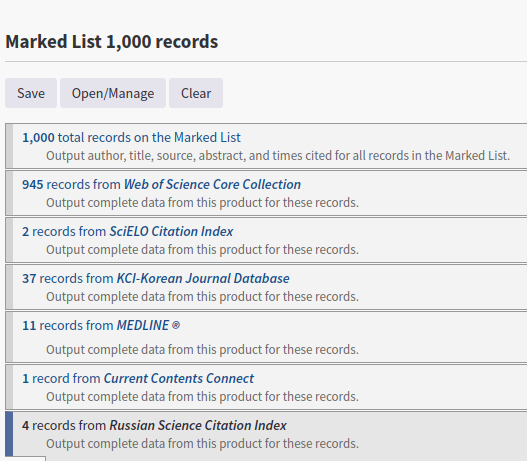 Marked List 1,000 records
Save Open/Manage Clear
1,000 total records on the Marked List
Output author, title, source, abstract, and times cited for all records in the Marked List.
945 records from Web of Science Core Collection
Output complete data from this product for these records.
2 records from SciELO Citation Index
Output complete data from this product for these records.
37 records from KCI-Korean Journal Database
Output complete data from this product for these records.
11 records from MEDLINE ®
Output complete data from this product for these records.
1 record from Current Contents Connect
Output complete data from this product for these records.
4 records from Russian Science Citation Index
Output complete data from this product for these records.